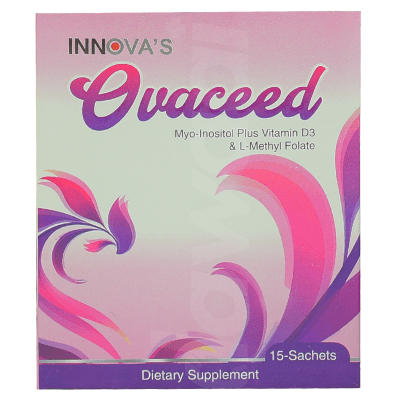 INNOVA'S
Ovaceed
Myo-Inositol Plus Vitamin D3
& L-Methyl Folate
15-Sachets
Dietary Supplement